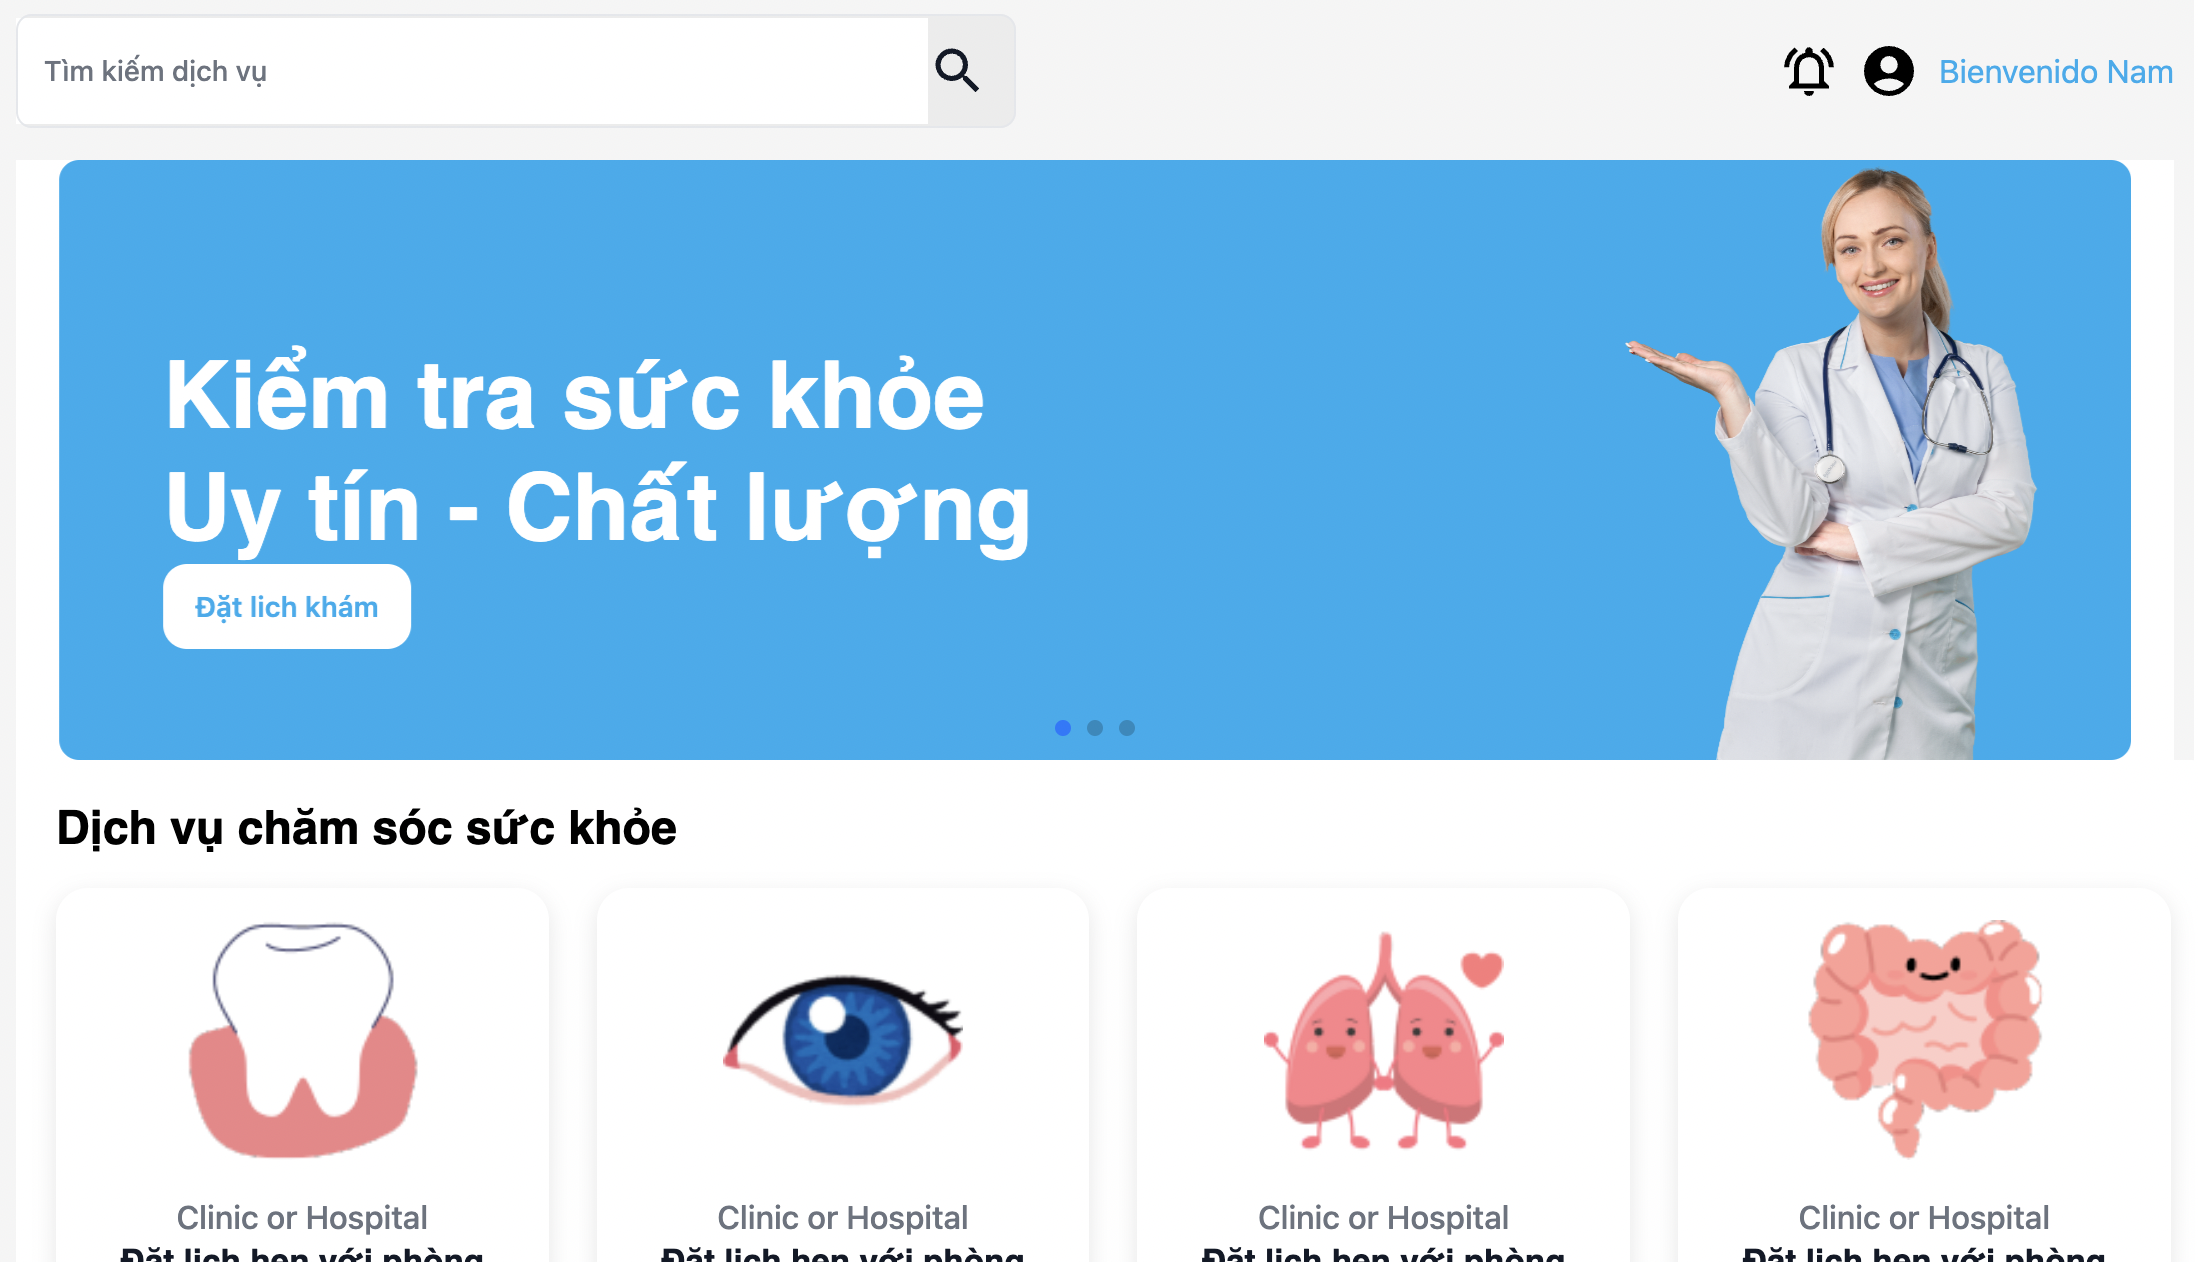 Tìm kiếm dịch vụ
Bienvenido Nam
Kiểm tra sức khỏe
Uy tín - Chất lượng
Đặt lich khám
Dịch vụ chăm sóc sức khỏe
Clinic or Hospital
Clinic or Hospital
Clinic or Hospital
Clinic or Hospital
Đặt lịch hẹn với phòng
Đặt lịch hẹn với phòng
Đặt lịch hẹn với phòng
Đặt lịch hẹn với phòng